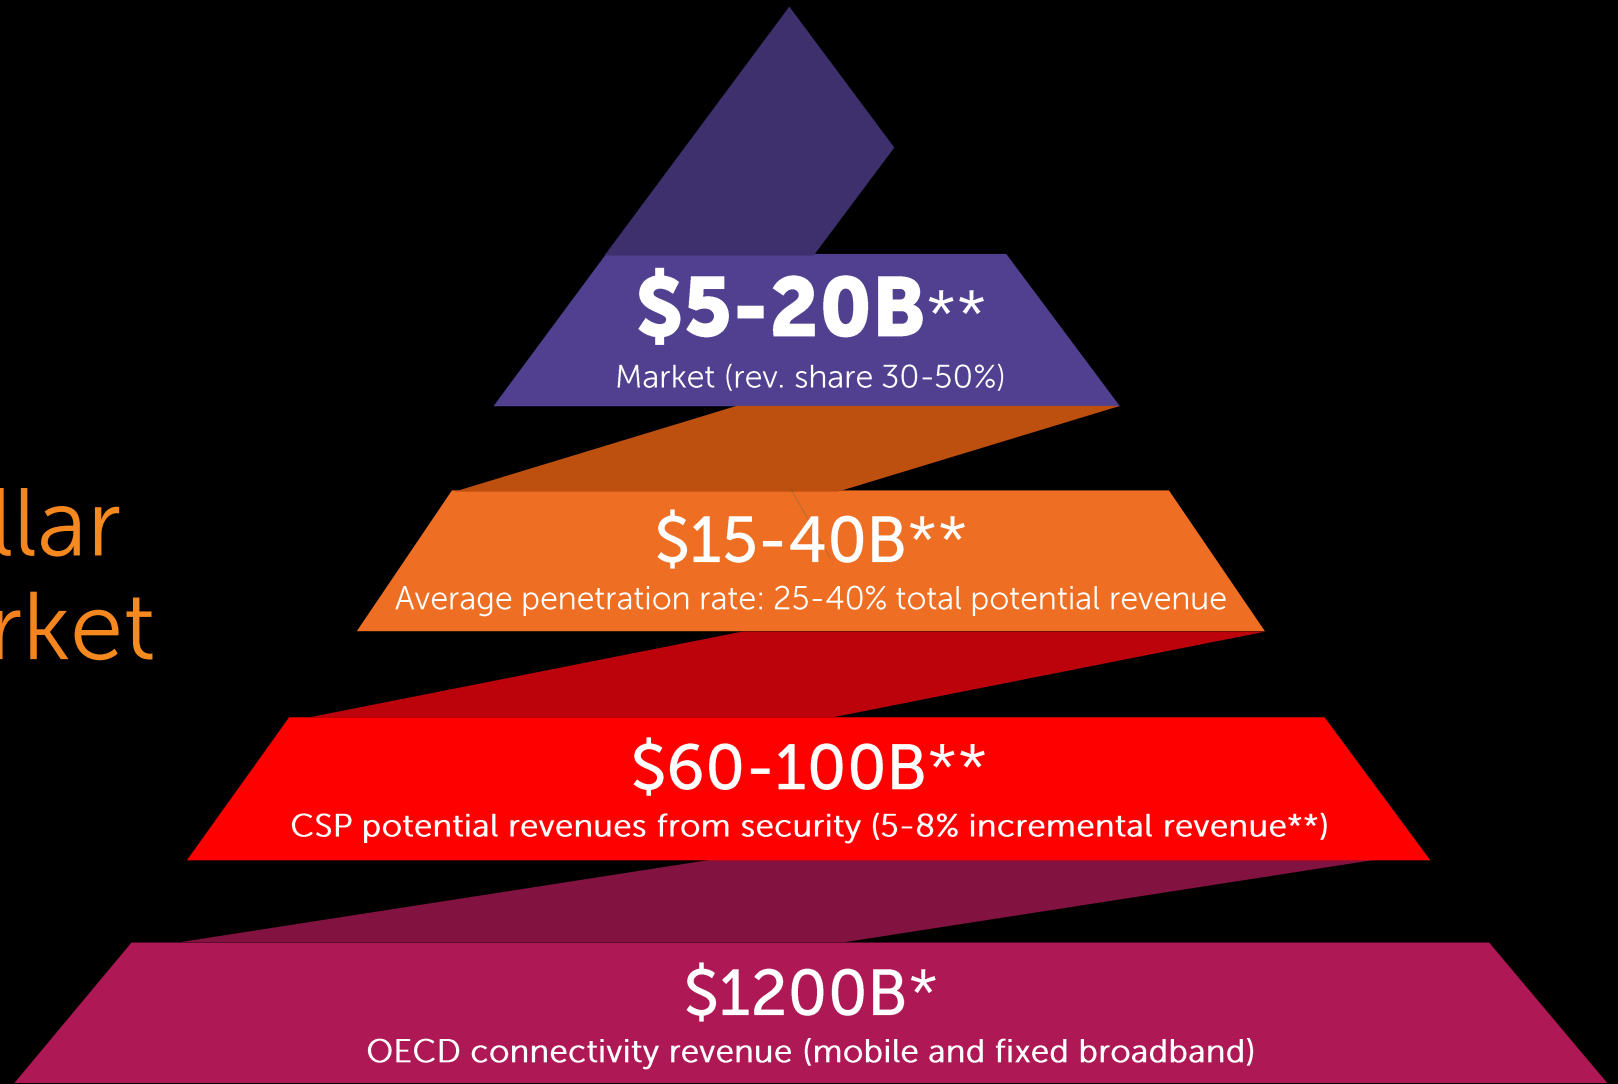 $5-20B**
Market (rev. share 30-50%)
llar
rket
$15-40B**
Average penetration rate: 25-40% total potential revenue
$60-100B**
CSP potential revenues from security (5-8% incremental revenue**)
$1200B*
OECD connectivity revenue (mobile and fixed broadband)